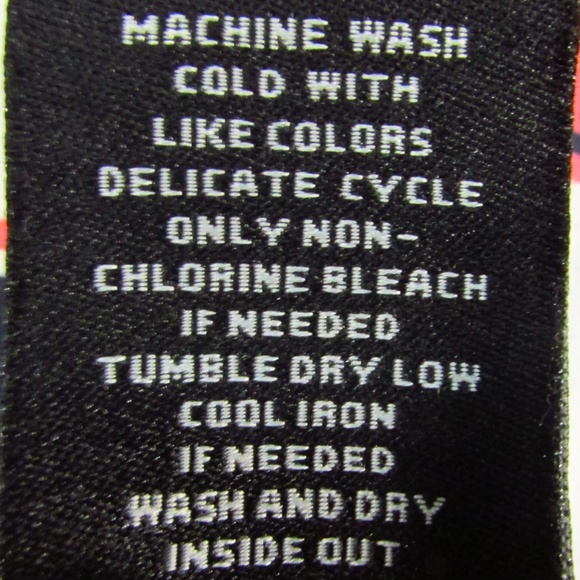 MACHINE WASH
COLD WITH
LIKE COLORS
DELICATE CYCLE
ONLY NON-
CHLORINE BLEACH
IF NEEDED
TUMBLE DRY LOW
COOL IRON
IF NEEDED
WASH AND DRY
INSIDE OUT